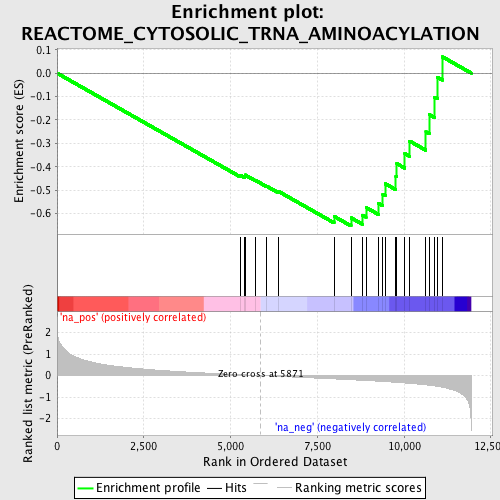 Enrichment plot:
REACTOME_CYTOSOLIC_TRNA_AMINOACYLATION
Enrichment score (ES)
0.1
0.0
-0.1
-0.2
-0.3
-0.4
-0.5
-0.6
'na_pos' (positively correlated)
Ranked list metric (PreRanked)
2
1
0
-1
-2
Zero cross at 5871
'na_neg' (negatively correlated)
0 2,500 5,000 7,500 10,000 12,500
Rank in Ordered Dataset
Enrichment profile Hits Ranking metric scores